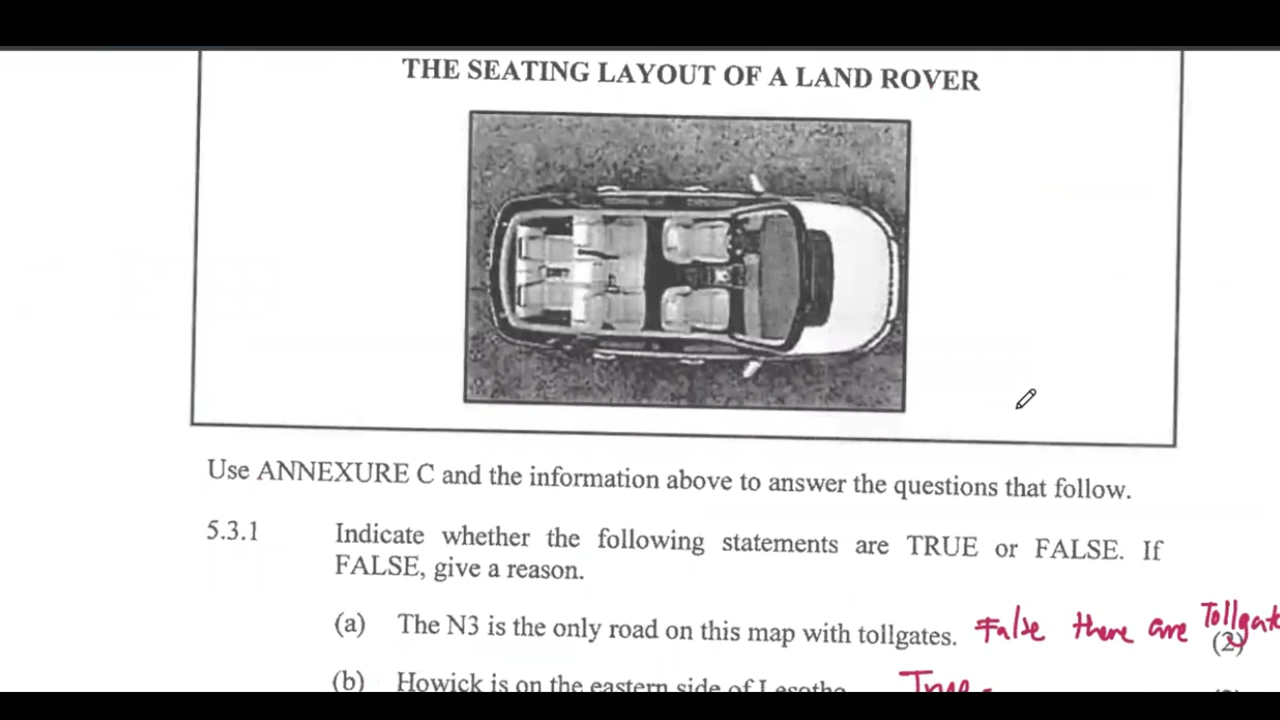 THE SEATING LAYOUT OF A LAND ROVER
Use ANNEXURE C and the information above to answer the questions that follow.
5.3.1 Indicate whether the following statements are TRUE or FALSE. If
FALSE, give a reason.
(a) The N3 is the only road on this map with tollgates. False there are Tollgat
(2)
(b) Howick is on the eastern side of Lesotho. True